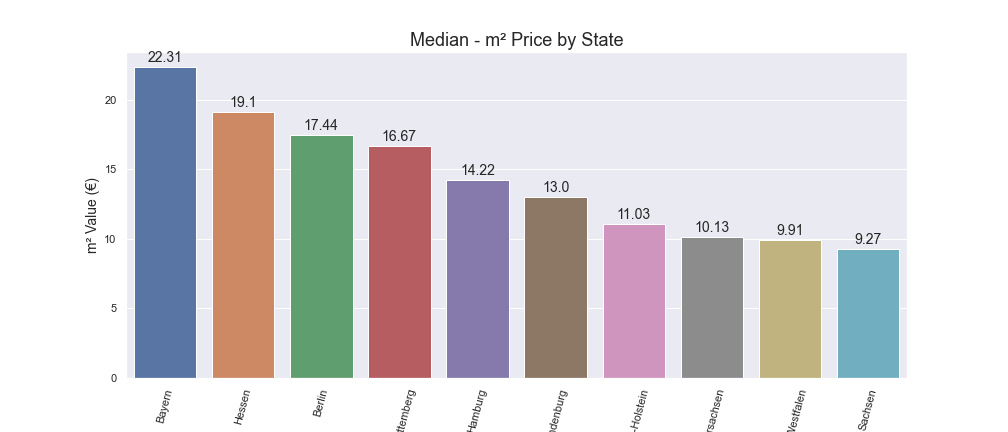 Median - m² Price by State
22.31
19.1
17.44
16.67
14.22
13.0
11.03
10.13
9.91
9.27
m² Value (€)
20
15
10
5
0
Bayern
Hessen
Berlin
ttemberg
Hamburg
ndenburg
-Holstein
rsachsen
Westfalen
Sachsen